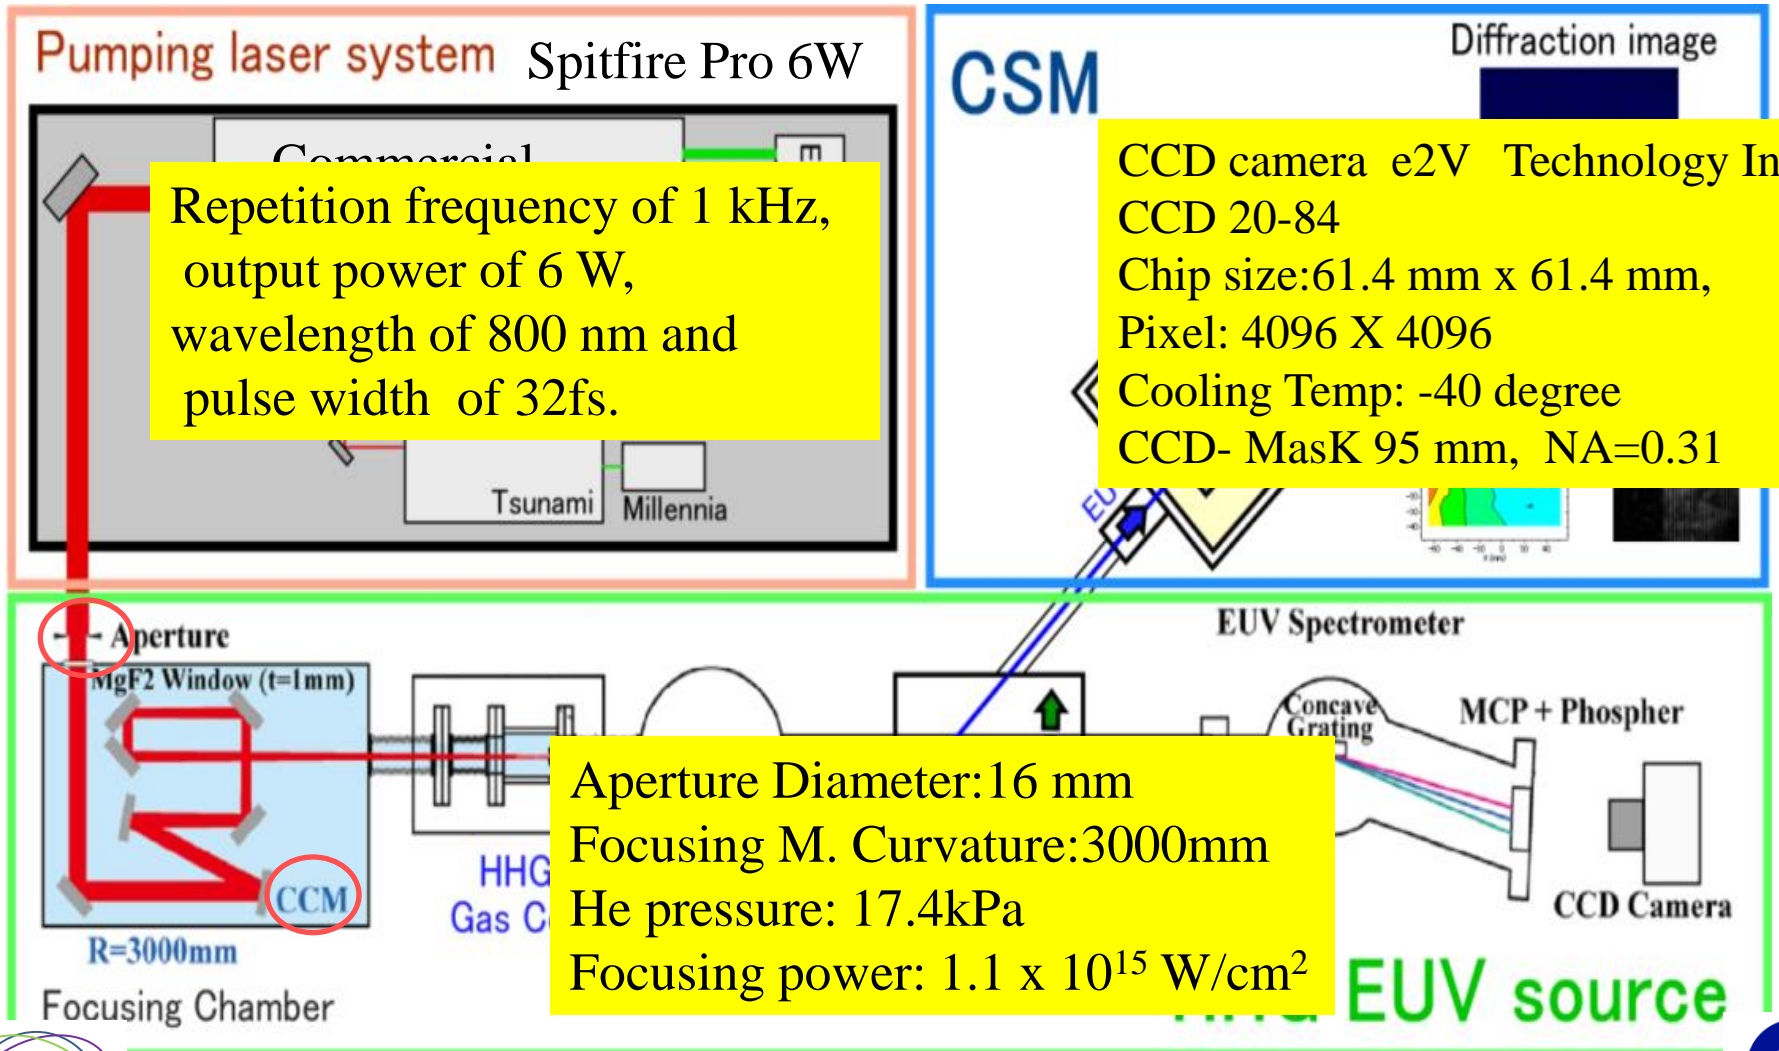 Pumping laser system Spitfire Pro 6W
Commercial
Repetition frequency of 1 kHz,
output power of 6 W,
wavelength of 800 nm and
pulse width of 32fs.
Tsunami
Millennia
CSM
Diffraction image
CCD camera e2V Technology In
CCD 20-84
Chip size:61.4 mm x 61.4 mm,
Pixel: 4096 X 4096
Cooling Temp: -40 degree
CCD- MasK 95 mm, NA=0.31
EU
Aperture
MgF2 Window (t=1mm)
CCM
R=3000mm
Focusing Chamber
HHG
Gas C
EUV Spectrometer
Concave
Grating
MCP + Phospher
CCD Camera
Aperture Diameter:16 mm
Focusing M. Curvature:3000mm
He pressure: 17.4kPa
Focusing power: 1.1 x 10¹⁵ W/cm²
EUV source